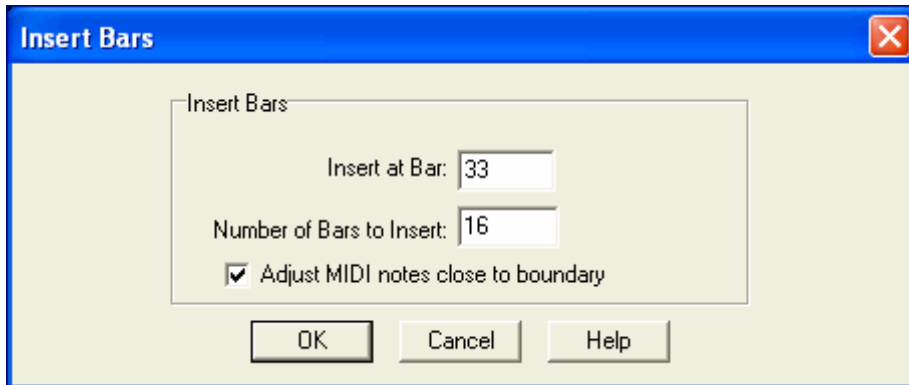 Insert Bars
Insert Bars
Insert at Bar: 33
Number of Bars to Insert: 16
Adjust MIDI notes close to boundary
OK Cancel Help